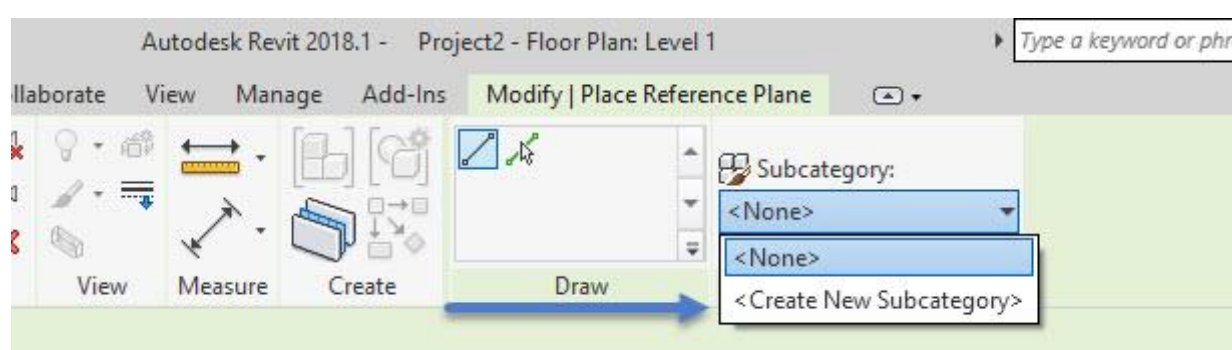 Autodesk Revit 2018.1 - Project2 - Floor Plan: Level 1
Type a keyword or phr
llaborate View Manage Add-Ins Modify | Place Reference Plane
Subcategory:
<None>
<None>
<Create New Subcategory>
View Measure Create Draw